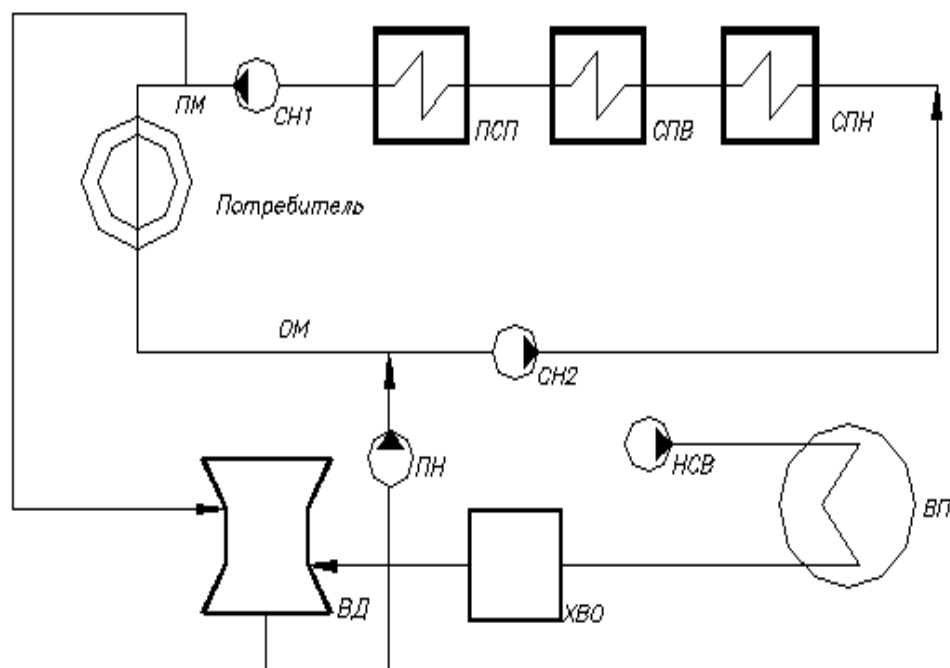 ПМ
СН1
ПСП
СПВ
СПН
Потребитель
ОМ
СН2
ПН
НСВ
ВП
ВД
ХВО